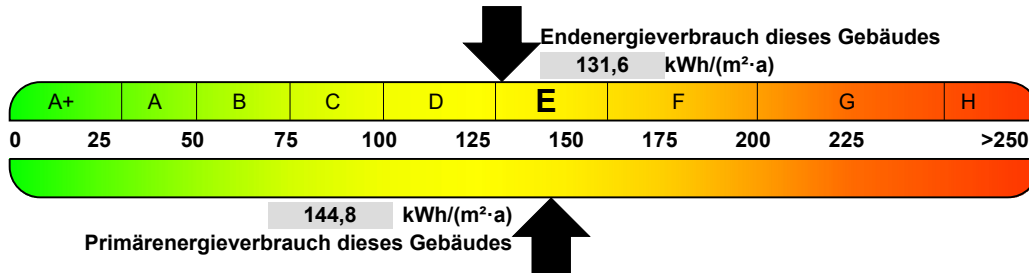 Endenergieverbrauch dieses Gebäudes
131,6 kWh/(m²·a)
A+ A B C D E F G H
0 25 50 75 100 125 150 175 200 225 >250
144,8 kWh/(m²·a)
Primärenergieverbrauch dieses Gebäudes